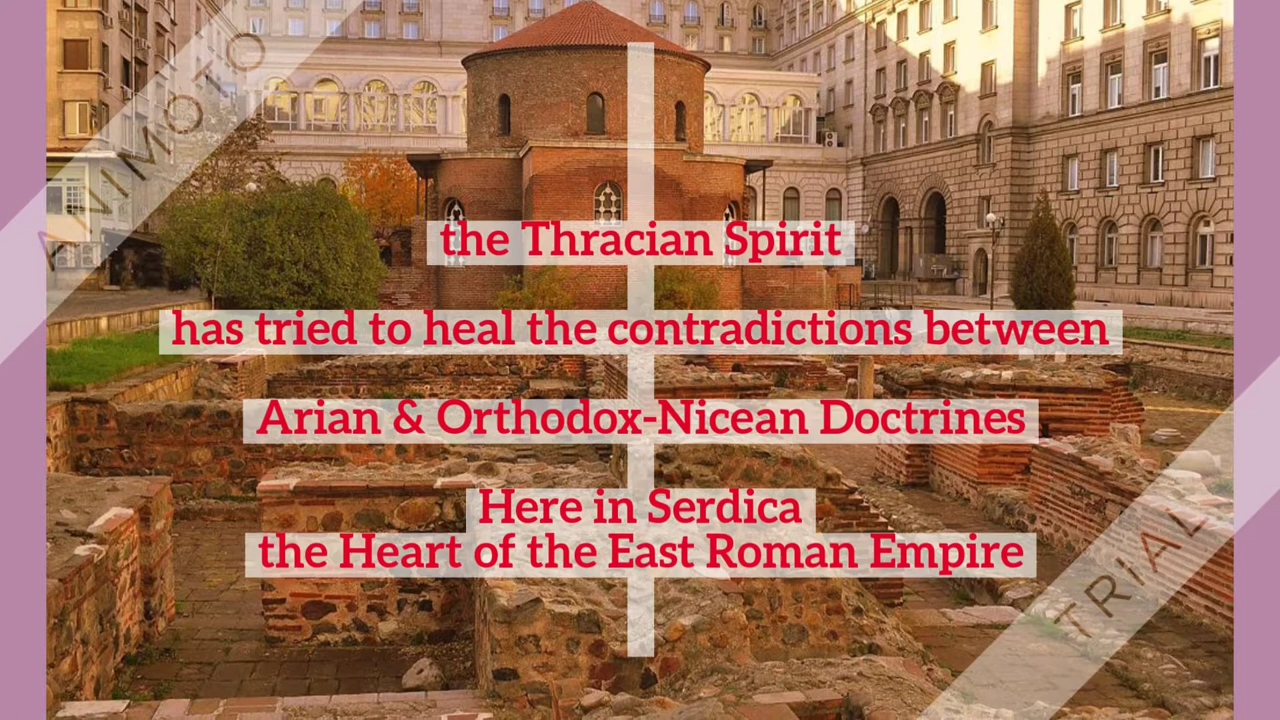 ANIMOTO
the Thracian Spirit
has tried to heal the contradictions between
Arian & Orthodox-Nicean Doctrines
Here in Serdica
the Heart of the East Roman Empire
TRIAL